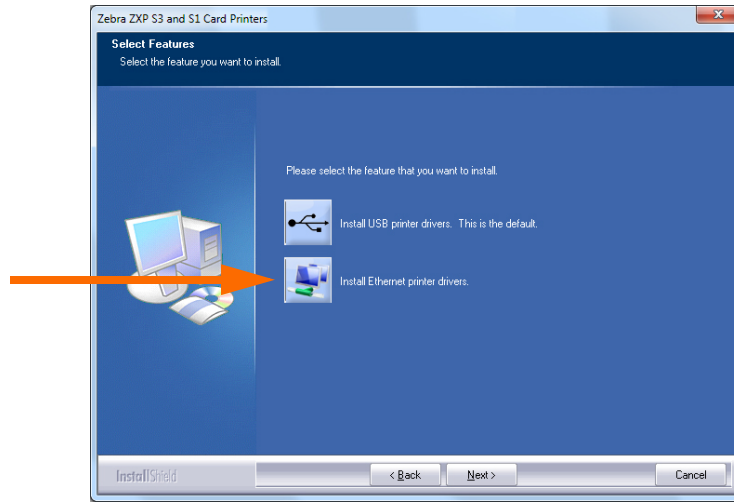 Zebra ZXP S3 and S1 Card Printers
Select Features
Select the feature you want to install.
Please select the feature that you want to install.
Install USB printer drivers.  This is the default.
Install Ethernet printer drivers.
InstallShield
< Back
Next >
Cancel